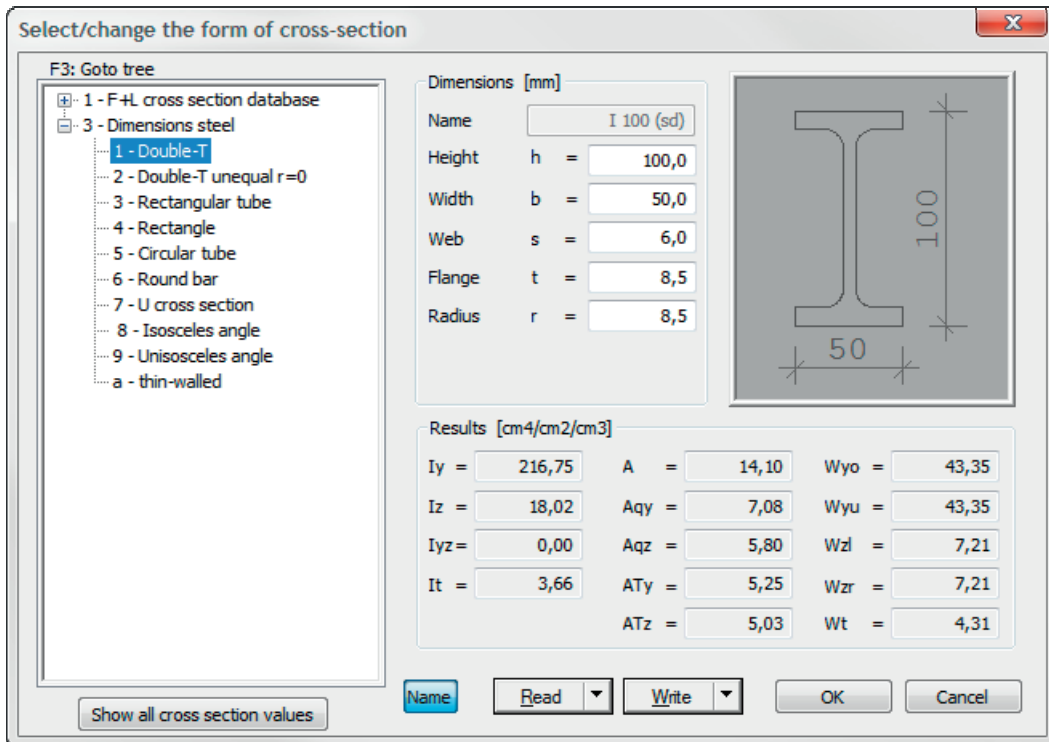 Select/change the form of cross-section
X
F3: Goto tree
1 - F+L cross section database
3 - Dimensions steel
1 - Double-T
2 - Double-T unequal r=0
3 - Rectangular tube
4 - Rectangle
5 - Circular tube
6 - Round bar
7 - U cross section
8 - Isosceles angle
9 - Unisosceles angle
a - thin-walled
Show all cross section values
Dimensions [mm]
Name I 100 (sd)
Height h = 100,0
Width b = 50,0
Web s = 6,0
Flange t = 8,5
Radius r = 8,5
100
50
Results [cm4/cm2/cm3]
Iy = 216,75 A = 14,10 Wyo = 43,35
Iz = 18,02 Aqy = 7,08 Wyu = 43,35
Iyz= 0,00 Aqz = 5,80 Wzl = 7,21
It = 3,66 ATy = 5,25 Wzr = 7,21
ATz = 5,03 Wt = 4,31
Name Read Write OK Cancel